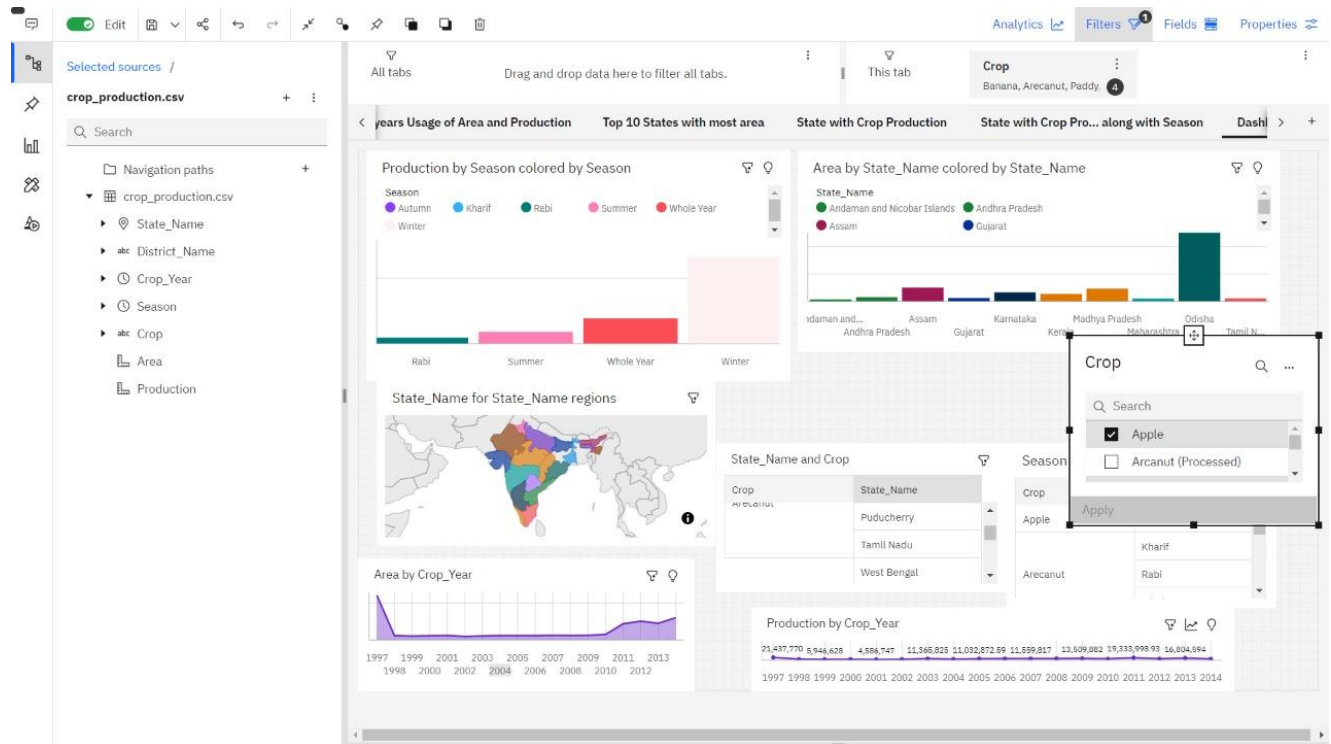 Edit
Analytics
Filters 1
Fields
Properties
Selected sources /
crop_production.csv
Search
Navigation paths
crop_production.csv
State_Name
District_Name
Crop_Year
Season
Crop
Area
Production
All tabs
Drag and drop data here to filter all tabs.
This tab
Crop
Banana, Arecanut, Paddy, 4
years Usage of Area and Production
Top 10 States with most area
State with Crop Production
State with Crop Pro... along with Season
Dashl
Production by Season colored by Season
Season
Autumn Kharif Rabi Summer Whole Year
Winter
Rabi Summer Whole Year Winter
Area by State_Name colored by State_Name
State_Name
Andaman and Nicobar Islands Andhra Pradesh
Assam Gujarat
ndaman and... Assam Karnataka Madhya Pradesh Odisha
Andhra Pradesh Gujarat Kerala Maharashtra Tamil N...
State_Name for State_Name regions
State_Name and Crop
Crop State_Name
Arecanut
Puducherry
Tamil Nadu
West Bengal
Season
Crop
Apple
Kharif
Arecanut Rabi
Crop
Search
Apple
Arcanut (Processed)
Apply
Area by Crop_Year
1997 1999 2001 2003 2005 2007 2009 2011 2013
1998 2000 2002 2004 2006 2008 2010 2012
Production by Crop_Year
21,437,770 5,946,628 4,586,747 11,365,825 11,032,872.59 11,559,817 13,509,882 19,333,998.93 16,804,594
1997 1998 1999 2000 2001 2002 2003 2004 2005 2006 2007 2008 2009 2010 2011 2012 2013 2014